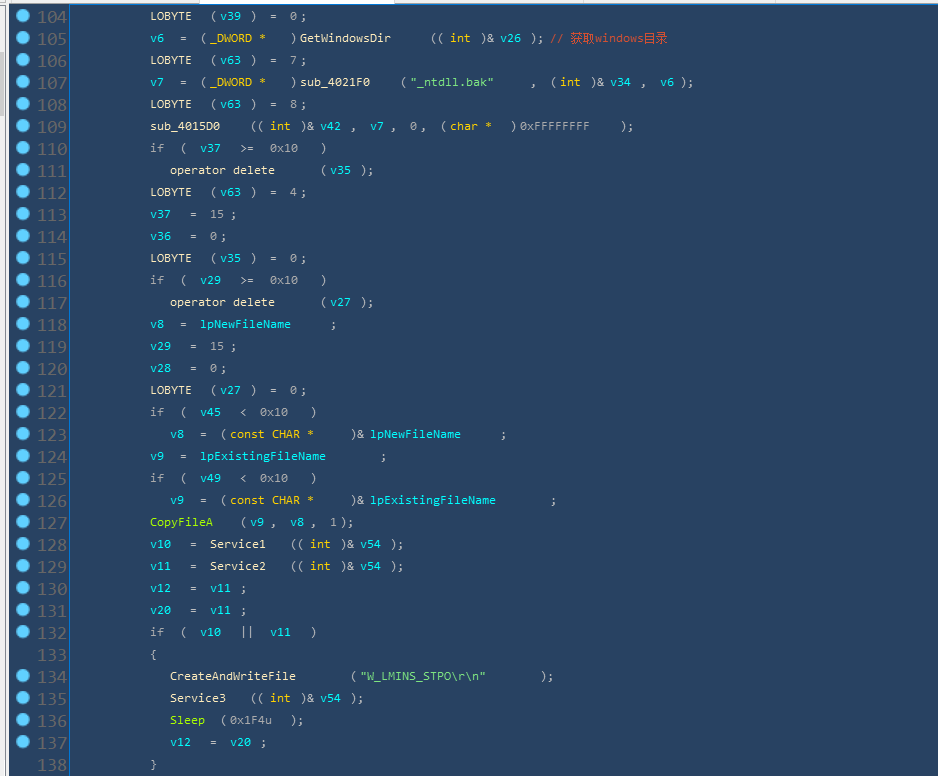 104 LOBYTE (v39 ) = 0;
105 v6 = (_DWORD * )GetWindowsDir (( int )& v26 ); // 获取windows目录
106 LOBYTE (v63 ) = 7;
107 v7 = (_DWORD * )sub_4021F0 ("_ntdll.bak" , (int )& v34 , v6 );
108 LOBYTE (v63 ) = 8;
109 sub_4015D0 (( int )& v42 , v7 , 0, (char * )0xFFFFFFFF );
110 if ( v37 >= 0x10 )
111 operator delete (v35 );
112 LOBYTE (v63 ) = 4;
113 v37 = 15 ;
114 v36 = 0;
115 LOBYTE (v35 ) = 0;
116 if ( v29 >= 0x10 )
117 operator delete (v27 );
118 v8 = lpNewFileName ;
119 v29 = 15 ;
120 v28 = 0;
121 LOBYTE (v27 ) = 0;
122 if ( v45 < 0x10 )
123 v8 = (const CHAR * )& lpNewFileName ;
124 v9 = lpExistingFileName ;
125 if ( v49 < 0x10 )
126 v9 = (const CHAR * )& lpExistingFileName ;
127 CopyFileA (v9 , v8 , 1);
128 v10 = Service1 (( int )& v54 );
129 v11 = Service2 (( int )& v54 );
130 v12 = v11 ;
131 v20 = v11 ;
132 if ( v10 || v11 )
133 {
134 CreateAndWriteFile ("W_LMINS_STPO\r\n" );
135 Service3 (( int )& v54 );
136 Sleep (0x1F4u );
137 v12 = v20 ;
138 }